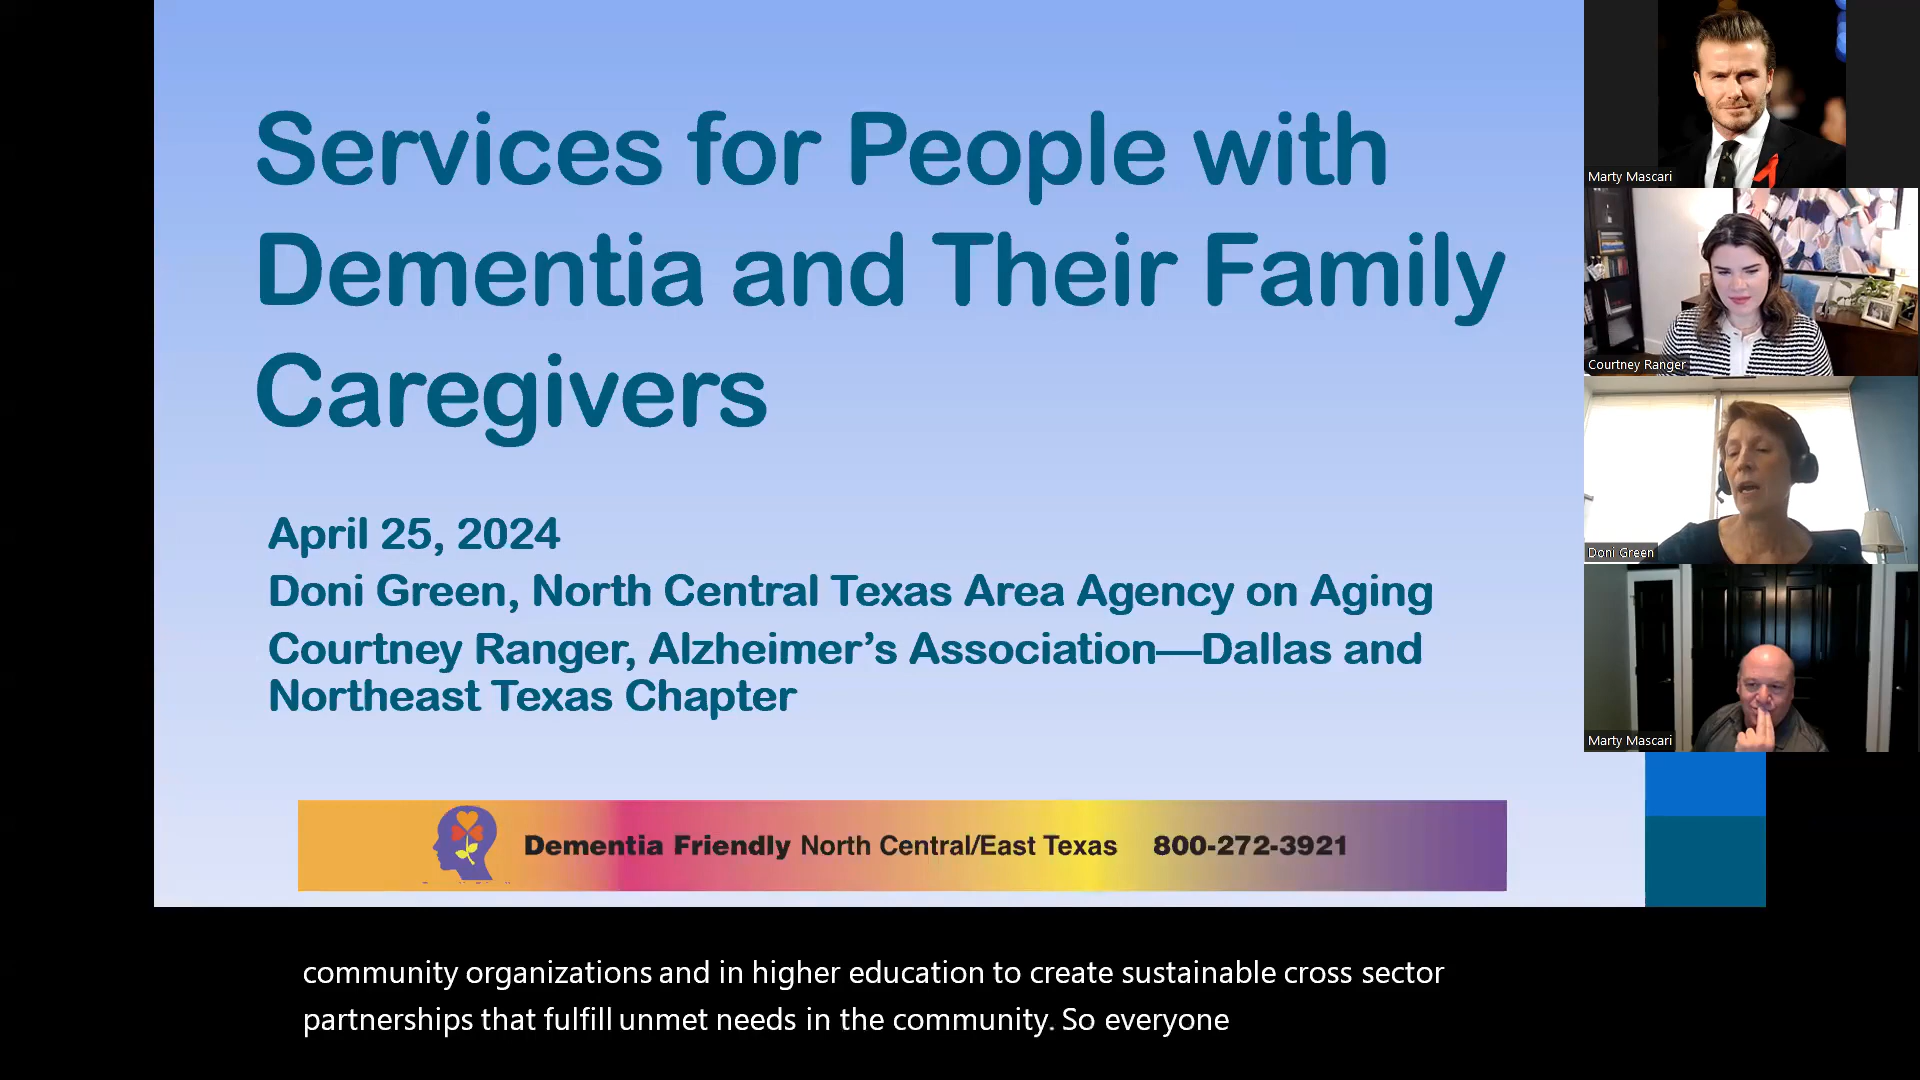 Services for People with
Dementia and Their Family
Caregivers
April 25, 2024
Doni Green, North Central Texas Area Agency on Aging
Courtney Ranger, Alzheimer’s Association—Dallas and
Northeast Texas Chapter
Dementia Friendly North Central/East Texas 800-272-3921
Marty Mascari
Courtney Ranger
Doni Green
Marty Mascari
community organizations and in higher education to create sustainable cross sector
partnerships that fulfill unmet needs in the community. So everyone